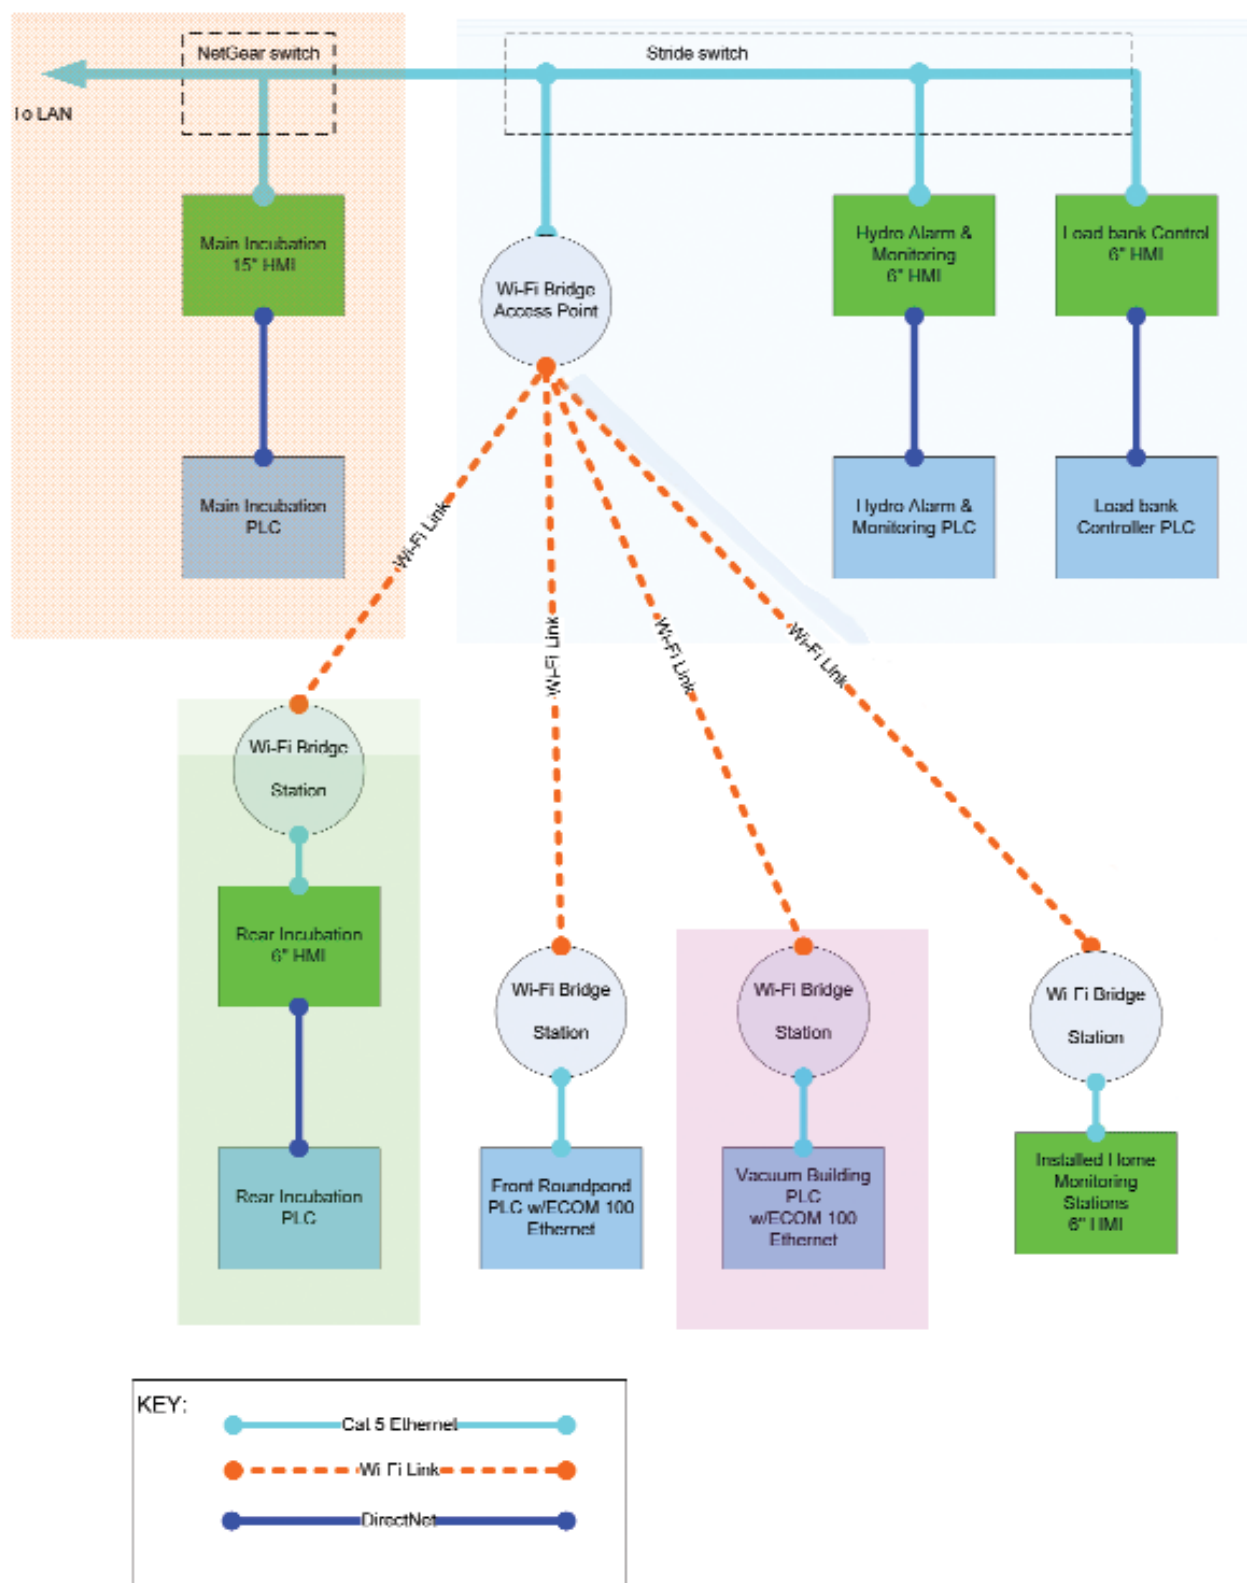 NetGear switch
Stride switch
To LAN
Main Incubation
15" HMI
Wi-Fi Bridge
Access Point
Hydro Alarm &
Monitoring
6" HMI
Load bank Control
6" HMI
Main Incubation
PLC
Hydro Alarm &
Monitoring PLC
Load bank
Controller PLC
Wi-Fi Link
Wi-Fi Link
Wi-Fi Link
Wi-Fi Link
Wi-Fi Bridge
Station
Rear Incubation
6" HMI
Rear Incubation
PLC
Wi-Fi Bridge
Station
Front Roundpond
PLC w/ECOM 100
Ethernet
Wi-Fi Bridge
Station
Vacuum Building
PLC
w/ECOM 100
Ethernet
Wi-Fi Bridge
Station
Installed Home
Monitoring
Stations
6" HMI
KEY:
Cat 5 Ethernet
Wi-Fi Link
DirectNet